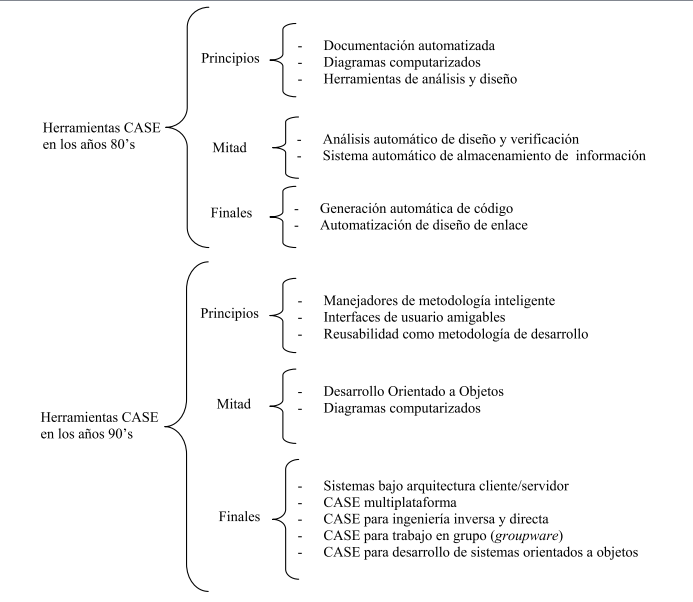 Herramientas CASE
en los años 80's
Principios
- Documentación automatizada
- Diagramas computarizados
- Herramientas de análisis y diseño
Mitad
- Análisis automático de diseño y verificación
- Sistema automático de almacenamiento de información
Finales
- Generación automática de código
- Automatización de diseño de enlace
Herramientas CASE
en los años 90's
Principios
- Manejadores de metodología inteligente
- Interfaces de usuario amigables
- Reusabilidad como metodología de desarrollo
Mitad
- Desarrollo Orientado a Objetos
- Diagramas computarizados
Finales
- Sistemas bajo arquitectura cliente/servidor
- CASE multiplataforma
- CASE para ingeniería inversa y directa
- CASE para trabajo en grupo (groupware)
- CASE para desarrollo de sistemas orientados a objetos